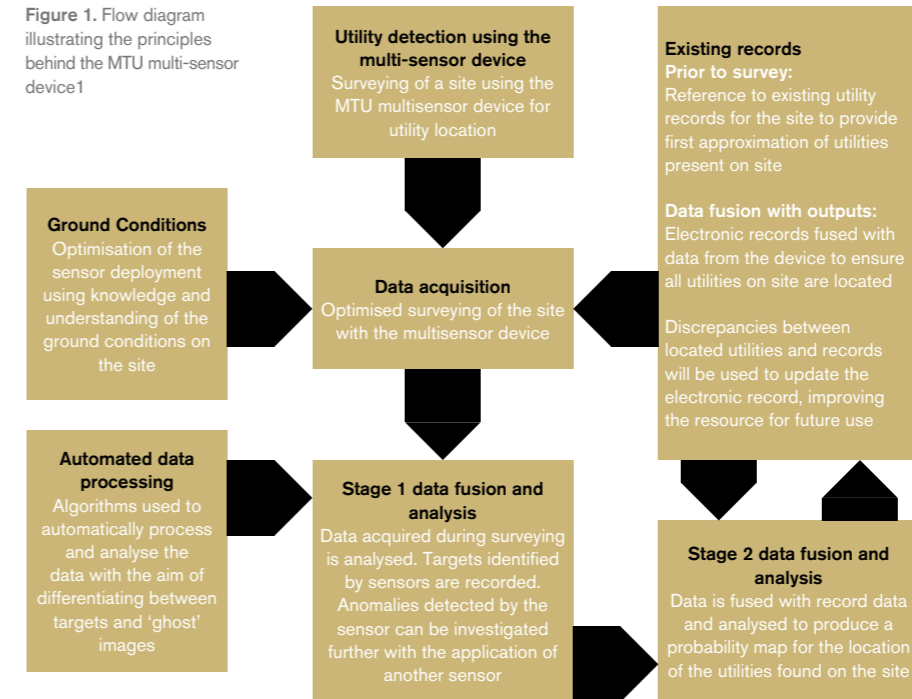 Figure 1. Flow diagram
illustrating the principles
behind the MTU multi-sensor
device1
Utility detection using the
multi-sensor device
Surveying of a site using the
MTU multisensor device for
utility location
Existing records
Prior to survey:
Reference to existing utility
records for the site to provide
first approximation of utilities
present on site
Data fusion with outputs:
Electronic records fused with
data from the device to ensure
all utilities on site are located
Discrepancies between
located utilities and records
will be used to update the
electronic record, improving
the resource for future use
Ground Conditions
Optimisation of the
sensor deployment
using knowledge and
understanding of the
ground conditions on
the site
Data acquisition
Optimised surveying of the site
with the multisensor device
Automated data
processing
Algorithms used to
automatically process
and analyse the
data with the aim of
differentiating between
targets and ‘ghost’
images
Stage 1 data fusion and
analysis
Data acquired during surveying
is analysed. Targets identified
by sensors are recorded.
Anomalies detected by the
sensor can be investigated
further with the application of
another sensor
Stage 2 data fusion and
analysis
Data is fused with record data
and analysed to produce a
probability map for the location
of the utilities found on the site